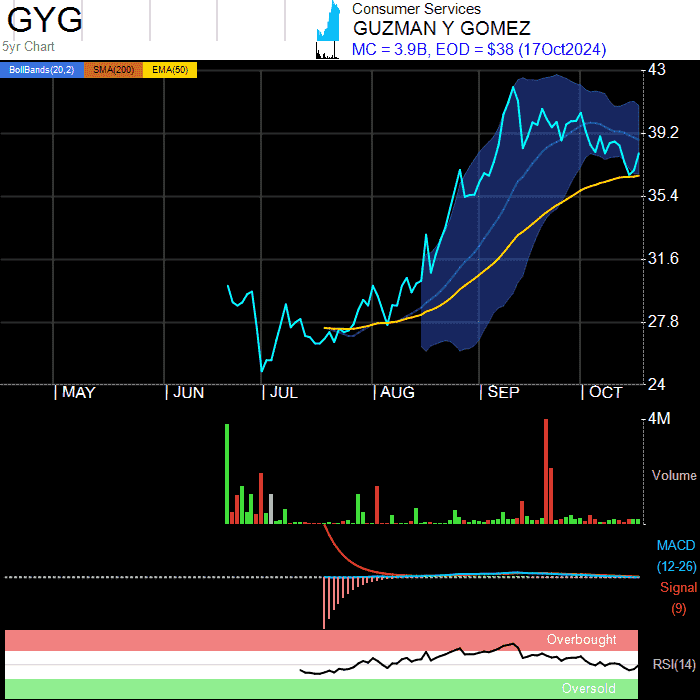 GYG
5yr Chart
Consumer Services
GUZMAN Y GOMEZ
MC = 3.9B, EOD = $38 (17Oct2024)
BollBands(20,2) SMA(200) EMA(50)
43
39.2
35.4
31.6
27.8
24
MAY JUN JUL AUG SEP OCT
4M
Volume
MACD
(12-26)
Signal
(9)
Overbought
RSI(14)
Oversold